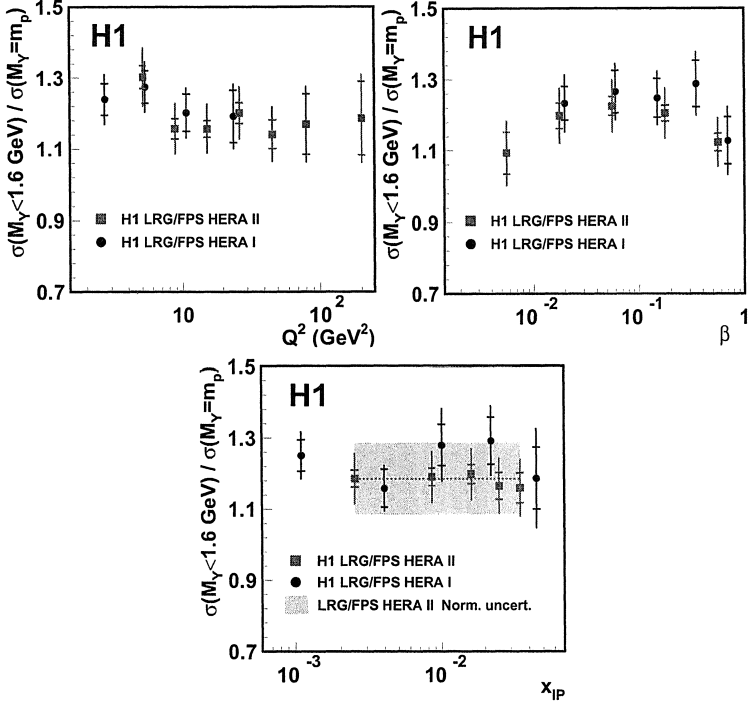 H1
σ(M_Y<1.6 GeV) / σ(M_Y=m_p)
1.5
1.3
1.1
0.9
0.7
H1 LRG/FPS HERA II
H1 LRG/FPS HERA I
10
10^2
Q^2 (GeV^2)
H1
σ(M_Y<1.6 GeV) / σ(M_Y=m_p)
1.5
1.3
1.1
0.9
0.7
H1 LRG/FPS HERA II
H1 LRG/FPS HERA I
10^-2
10^-1
1
β
H1
σ(M_Y<1.6 GeV) / σ(M_Y=m_p)
1.5
1.3
1.1
0.9
0.7
H1 LRG/FPS HERA II
H1 LRG/FPS HERA I
LRG/FPS HERA II Norm. uncert.
10^-3
10^-2
x_IP